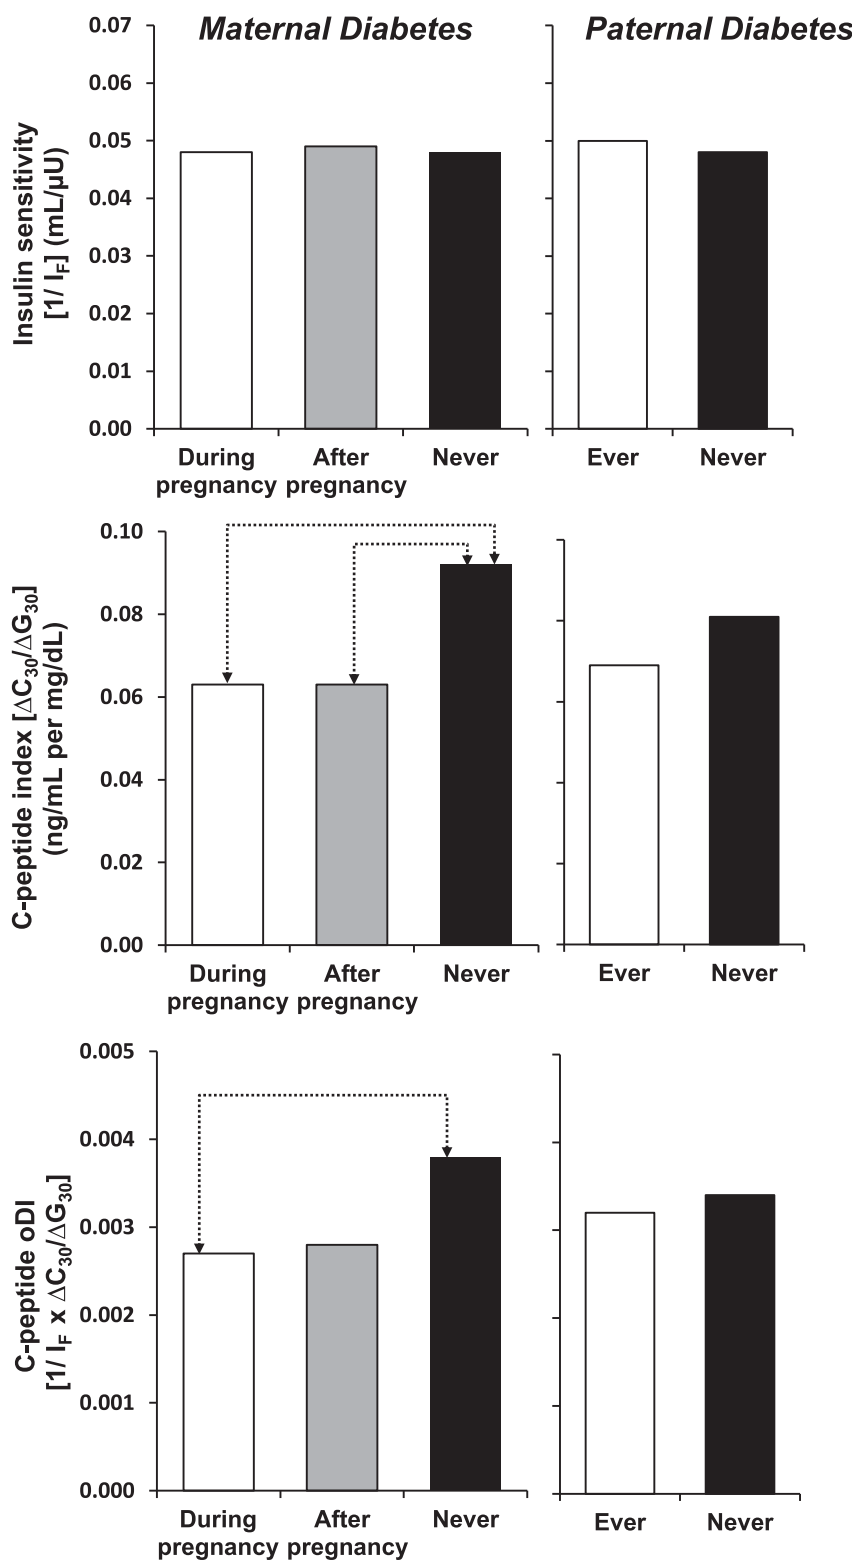 Maternal Diabetes
Paternal Diabetes
Insulin sensitivity
[1/ IF] (mL/µU)
0.07
0.06
0.05
0.04
0.03
0.02
0.01
0.00
During
pregnancy
After
pregnancy
Never
Ever
Never
C-peptide index [ΔC30/ΔG30]
(ng/mL per mg/dL)
0.10
0.08
0.06
0.04
0.02
0.00
During
pregnancy
After
pregnancy
Never
Ever
Never
C-peptide oDI
[1/ IF x ΔC30/ΔG30]
0.005
0.004
0.003
0.002
0.001
0.000
During
pregnancy
After
pregnancy
Never
Ever
Never